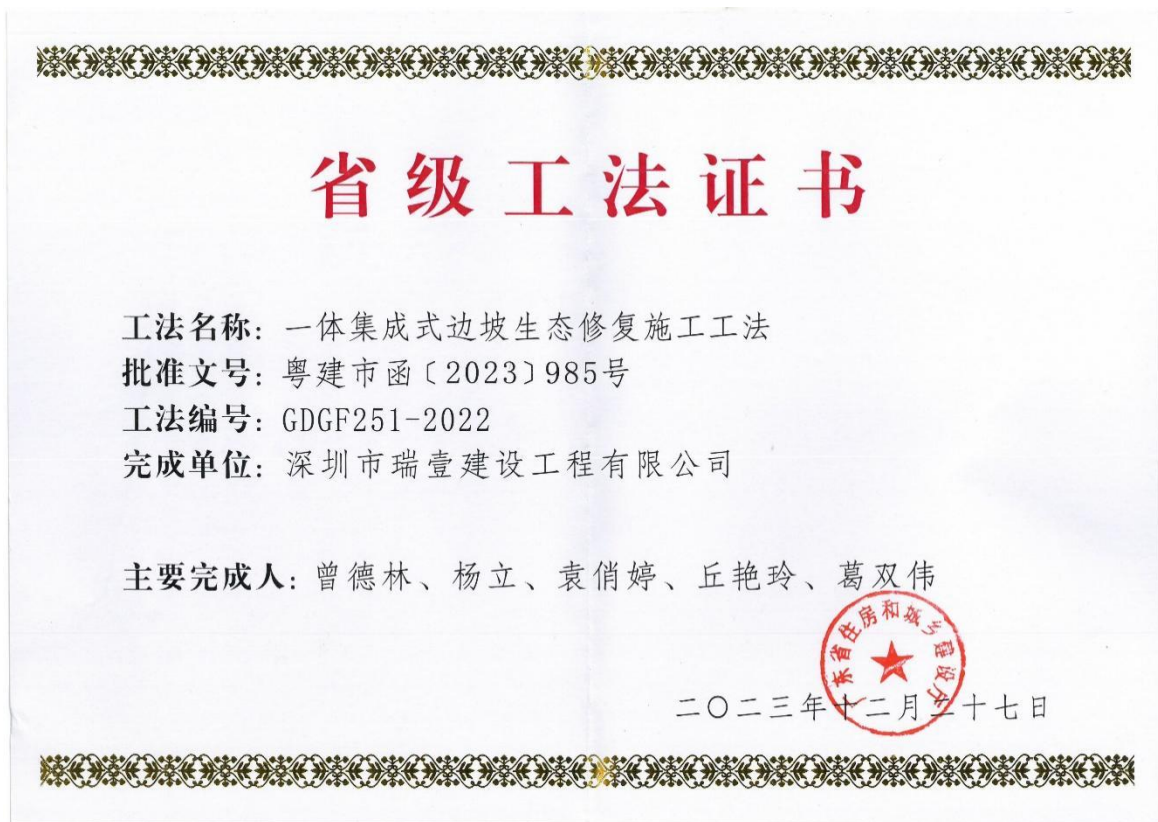 省级工法证书
工法名称：一体集成式边坡生态修复施工工法
批准文号：粤建市函〔2023〕985号
工法编号：GDGF251-2022
完成单位：深圳市瑞壹建设工程有限公司
主要完成人：曾德林、杨立、袁俏婷、丘艳玲、葛双伟
广东省住房和城乡建设厅
二〇二三年十二月二十七日